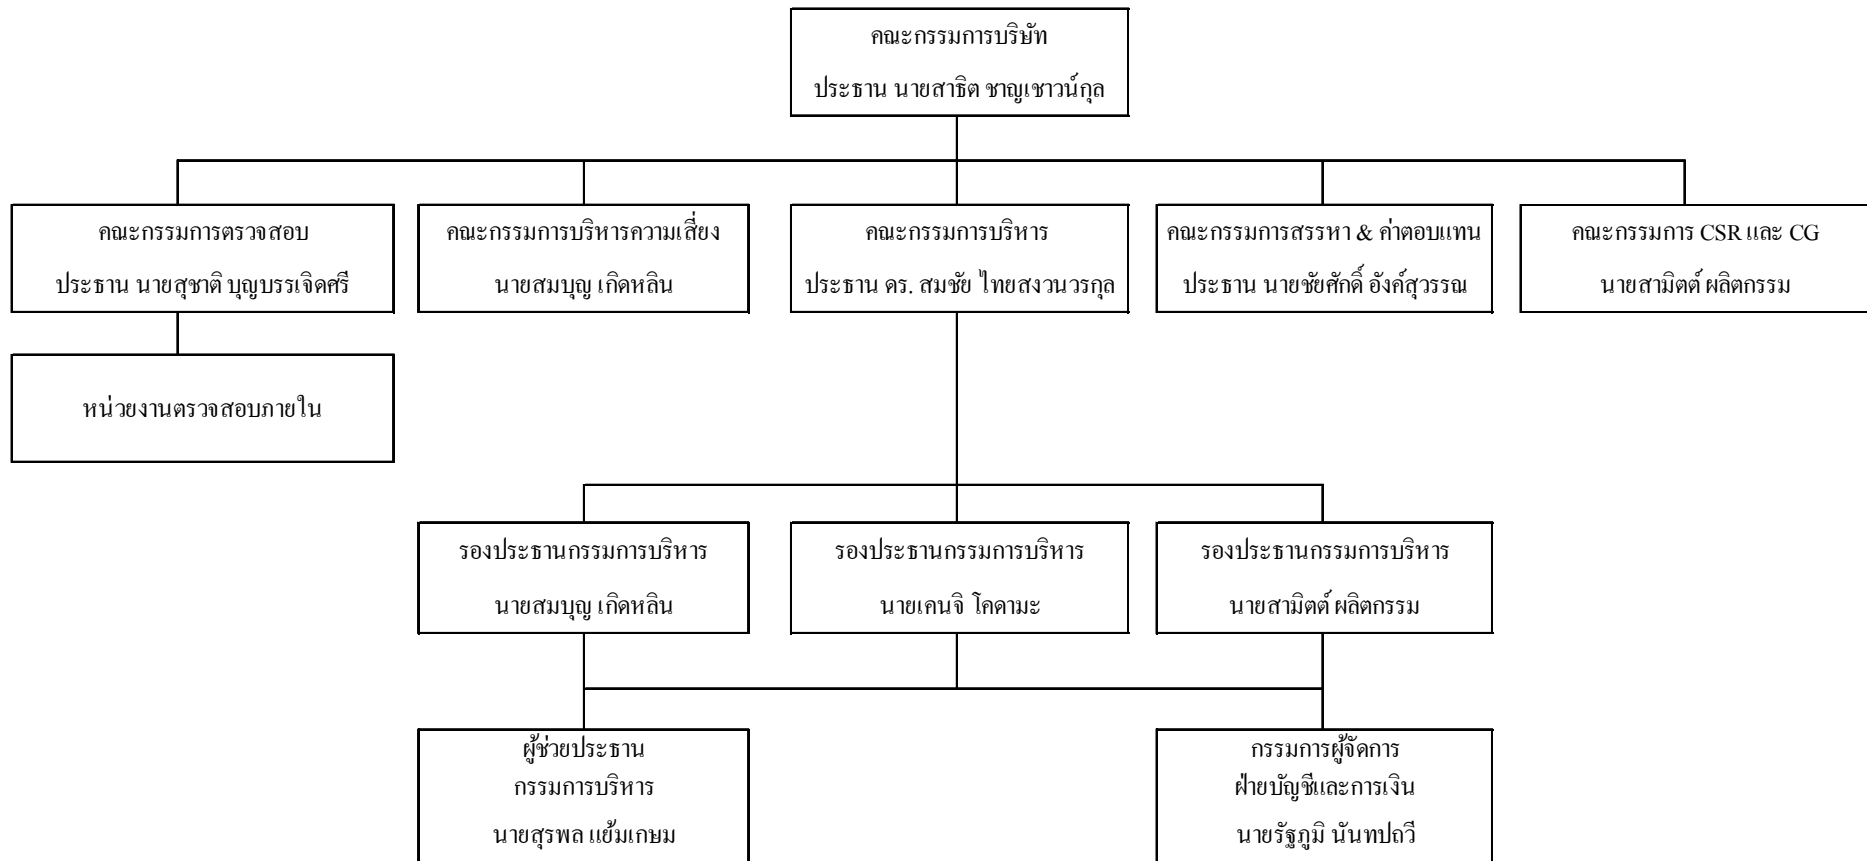 คณะกรรมการบริษัท
ประธาน นายสาธิต ชาญเชาวน์กุล
คณะกรรมการตรวจสอบ
ประธาน นายสุชาติ บุญบรรเจิดศรี
คณะกรรมการบริหารความเสี่ยง
นายสมบุญ เกิดหลิน
คณะกรรมการบริหาร
ประธาน ดร. สมชัย ไทยสงวนวรกุล
คณะกรรมการสรรหา & ค่าตอบแทน
ประธาน นายชัยศักดิ์ อังค์สุวรรณ
คณะกรรมการ CSR และ CG
นายสามิตต์ ผลิตกรรม
หน่วยงานตรวจสอบภายใน
รองประธานกรรมการบริหาร
นายสมบุญ เกิดหลิน
รองประธานกรรมการบริหาร
นายเคนจิ โคดามะ
รองประธานกรรมการบริหาร
นายสามิตต์ ผลิตกรรม
ผู้ช่วยประธาน
กรรมการบริหาร
นายสุรพล แย้มเกษม
กรรมการผู้จัดการ
ฝ่ายบัญชีและการเงิน
นายรัฐภูมิ นันทปถวี